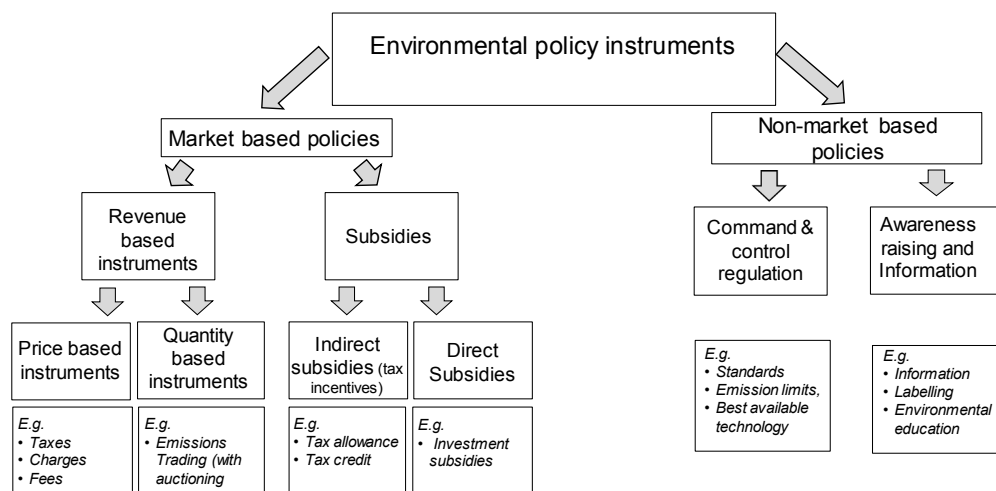 Environmental policy instruments
Market based policies
Non-market based
policies
Revenue
based
instruments
Subsidies
Command &
control
regulation
Awareness
raising and
Information
Price based
instruments
Quantity
based
instruments
Indirect
subsidies (tax
incentives)
Direct
Subsidies
E.g.
• Taxes
• Charges
• Fees
E.g.
• Emissions
Trading (with
auctioning
E.g.
• Tax allowance
• Tax credit
E.g.
• Investment
subsidies
E.g.
• Standards
• Emission limits,
• Best available
technology
E.g.
• Information
• Labelling
• Environmental
education